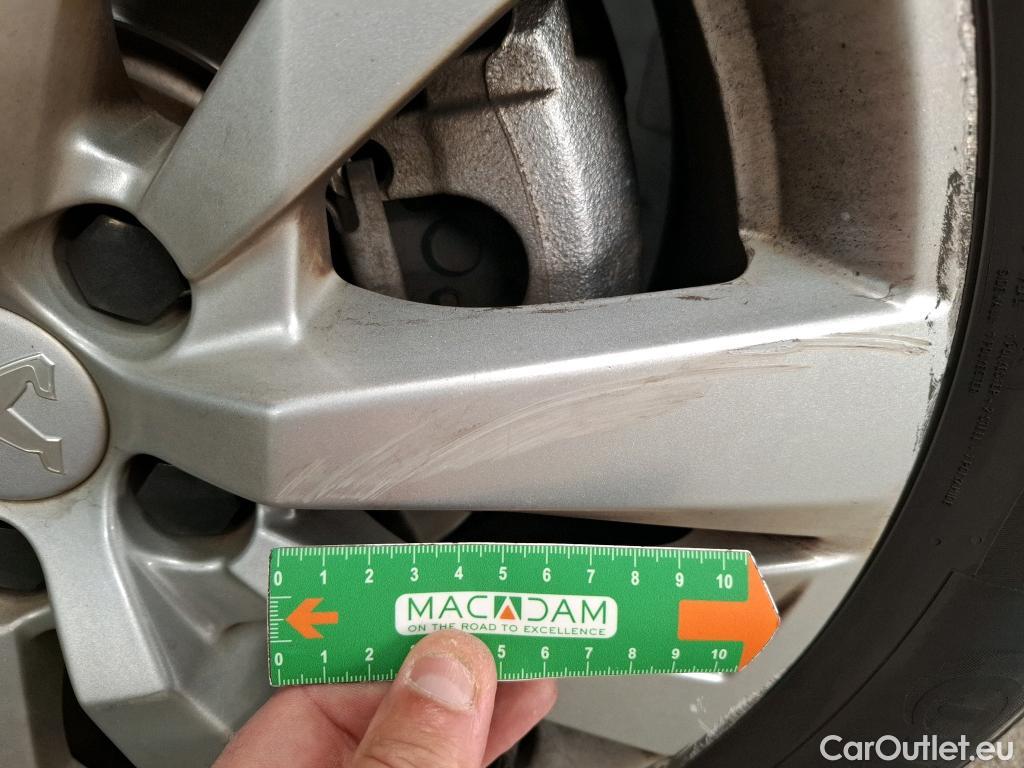 0 1 2 3 4 5 6 7 8 9 10
MACADAM
ON THE ROAD TO EXCELLENCE
0 1 2 5 6 7 8 9 10
CarOutlet.eu